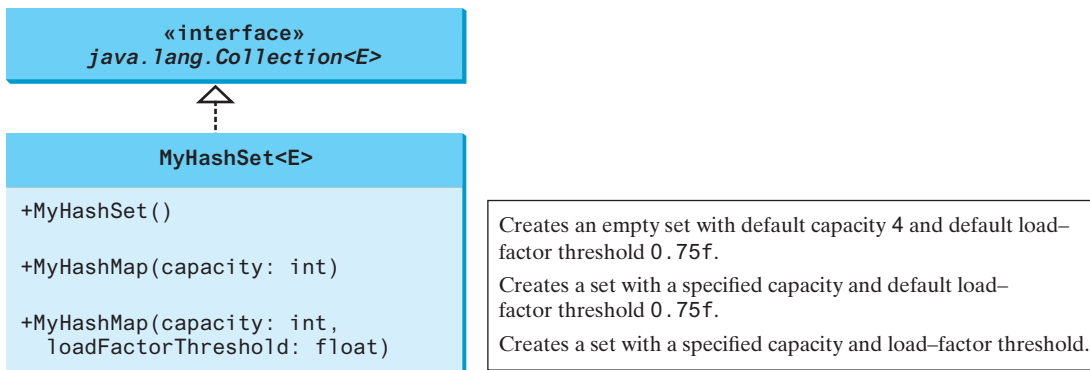 «interface»
java.lang.Collection<E>
MyHashSet<E>
+MyHashSet()
+MyHashMap(capacity: int)
+MyHashMap(capacity: int,
loadFactorThreshold: float)
Creates an empty set with default capacity 4 and default load–
factor threshold 0.75f.
Creates a set with a specified capacity and default load–
factor threshold 0.75f.
Creates a set with a specified capacity and load–factor threshold.